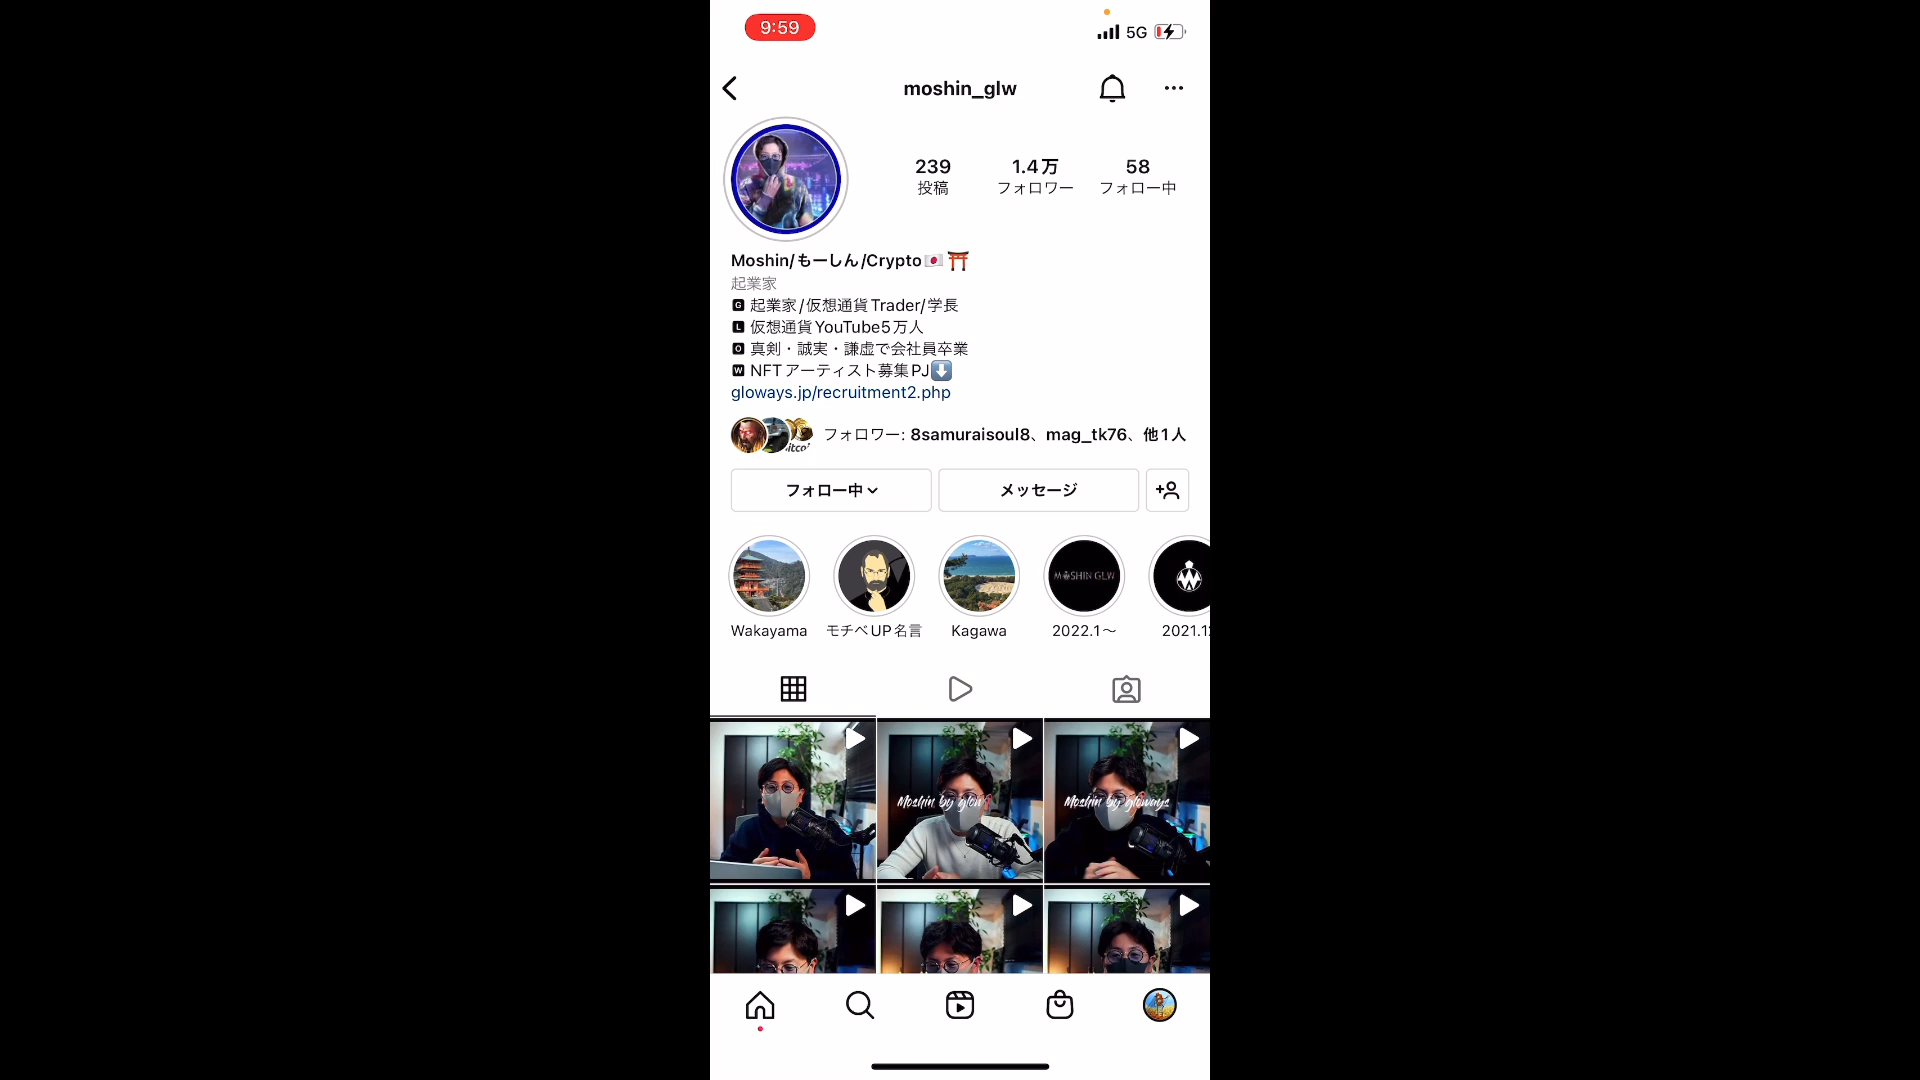 9:59
5G
moshin_glw
239
投稿
1.4万
フォロワー
58
フォロー中
Moshin/もーしん/Crypto🇯🇵⛩
起業家
🅶 起業家/仮想通貨Trader/学長
🅻 仮想通貨YouTube5万人
🅾 真剣・誠実・謙虚で会社員卒業
🆆 NFTアーティスト募集PJ⬇️
gloways.jp/recruitment2.php
itcoi
フォロワー: 8samuraisoul8、mag_tk76、他1人
フォロー中
メッセージ
MOSHIN GLW
Wakayama
モチベUP名言
Kagawa
2022.1〜
2021.12
Moshin by glow
Moshin by gloways